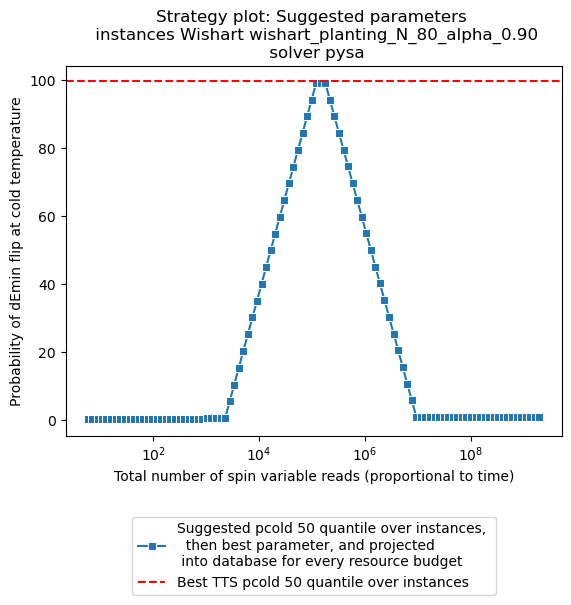 Strategy plot: Suggested parameters
instances Wishart wishart_planting_N_80_alpha_0.90
solver pysa
Probability of dEmin flip at cold temperature
100
80
60
40
20
0
10^2
10^4
10^6
10^8
Total number of spin variable reads (proportional to time)
Suggested pcold 50 quantile over instances,
then best parameter, and projected
into database for every resource budget
Best TTS pcold 50 quantile over instances